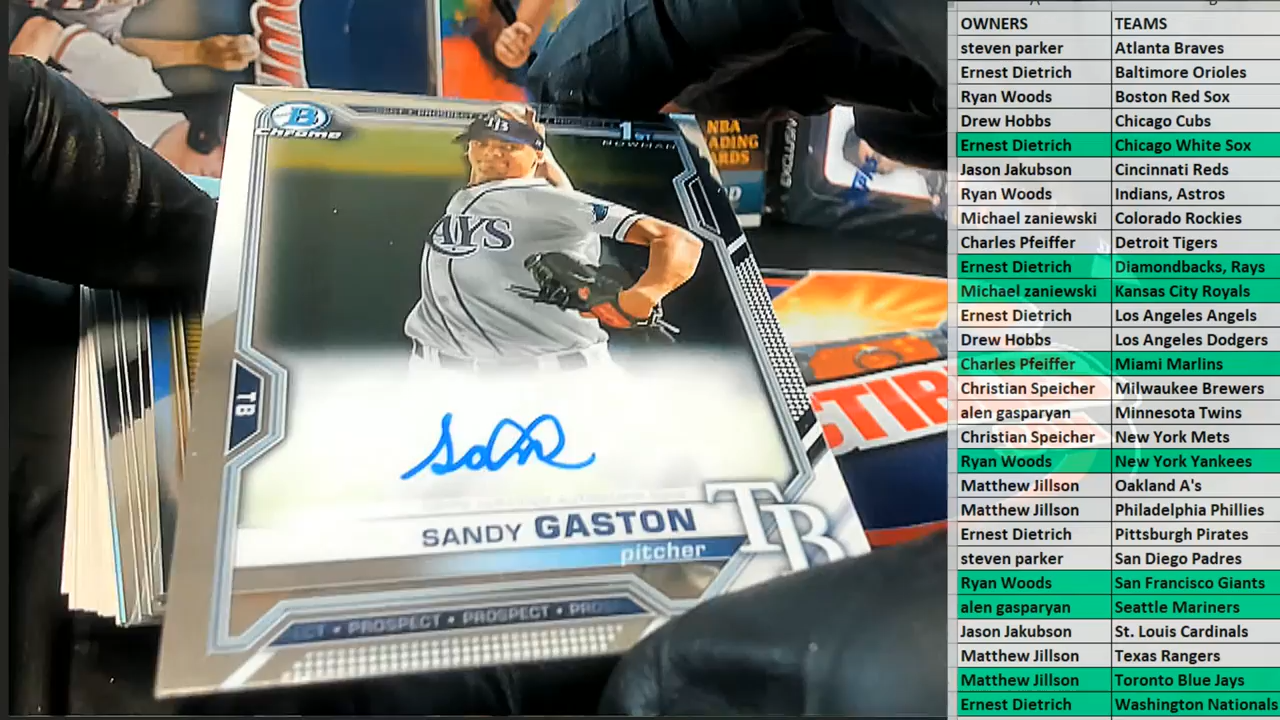 B
Chrome
1ST
BOWMAN
RAYS
TB
TB
SANDY GASTON
pitcher
PROSPECT • PROSPECT • PRO
TB
NBA
CARDS
EXCLUSIV
OWNERS TEAMS
steven parker Atlanta Braves
Ernest Dietrich Baltimore Orioles
Ryan Woods Boston Red Sox
Drew Hobbs Chicago Cubs
Ernest Dietrich Chicago White Sox
Jason Jakubson Cincinnati Reds
Ryan Woods Indians, Astros
Michael zaniewski Colorado Rockies
Charles Pfeiffer Detroit Tigers
Ernest Dietrich Diamondbacks, Rays
Michael zaniewski Kansas City Royals
Ernest Dietrich Los Angeles Angels
Drew Hobbs Los Angeles Dodgers
Charles Pfeiffer Miami Marlins
Christian Speicher Milwaukee Brewers
alen gasparyan Minnesota Twins
Christian Speicher New York Mets
Ryan Woods New York Yankees
Matthew Jillson Oakland A's
Matthew Jillson Philadelphia Phillies
Ernest Dietrich Pittsburgh Pirates
steven parker San Diego Padres
Ryan Woods San Francisco Giants
alen gasparyan Seattle Mariners
Jason Jakubson St. Louis Cardinals
Matthew Jillson Texas Rangers
Matthew Jillson Toronto Blue Jays
Ernest Dietrich Washington Nationals